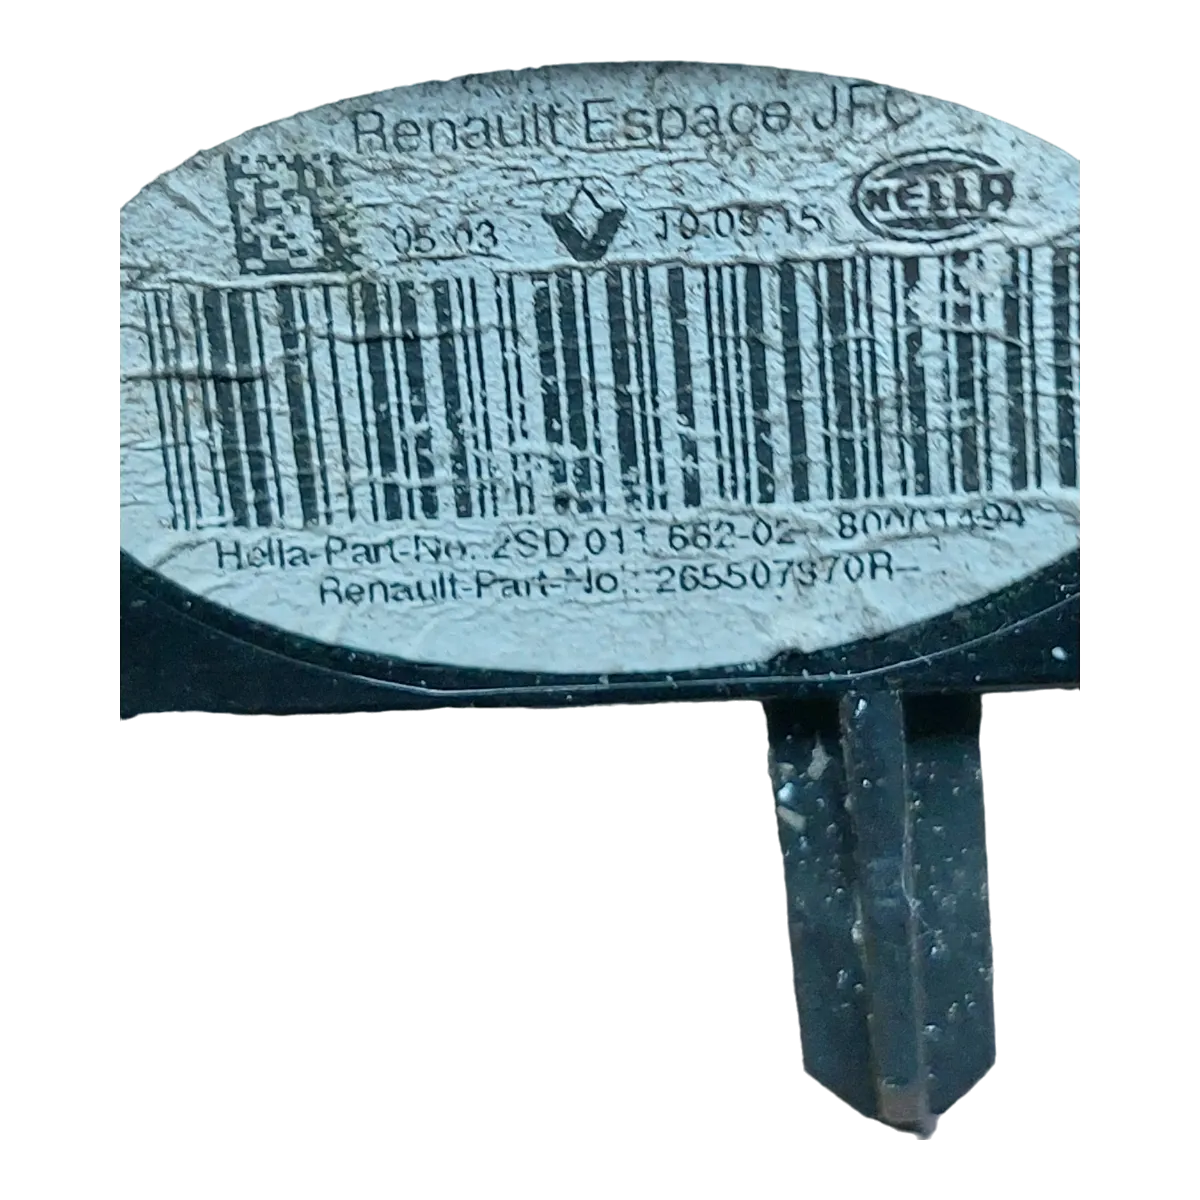 Renault Espace JFC
HELLA
05.03 10.09.15
Hella-Part-No. 2SD 011 662-02
Renault-Part-No.: 265507370R-